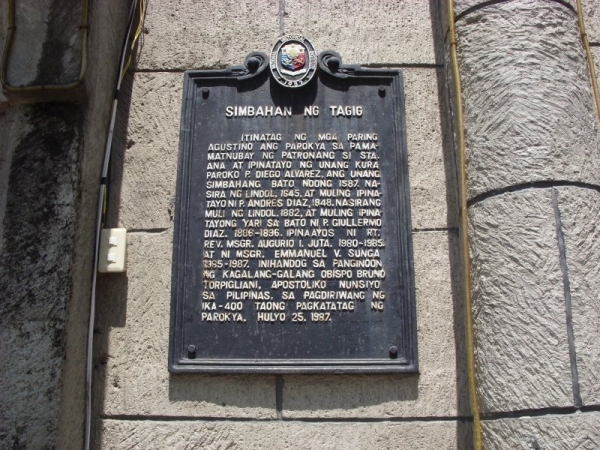 SIMBAHAN NG TAGIG
ITINATAG NG MGA PARING
AGUSTINO ANG PAROKYA SA PAMA-
MATNUBAY NG PATRONANG SI STA.
ANA AT IPINATAYO NG UNANG KURA
PAROKO P. DIEGO ALVAREZ. ANG UNANG
SIMBAHANG BATO NOONG 1587. NA-
SIRA NG LINDOL, 1645, AT MULING IPINA-
TAYO NI P. ANDRES DIAZ, 1848. NASIRANG
MULI NG LINDOL, 1882, AT MULING IPINA-
TAYONG YARI SA BATO NI P. GIULLERMO
DIAZ, 1896. IPINAAYOS NI RT.
REV. MSGR. AUGURIO I. JUTA, 1980-1985
AT NI MSGR. EMMANUEL V. SUNGA
1985-1987. INIHANDOG SA PANGINOON
NG KAGALANG-GALANG OBISPO BRUNO
TORPIGLIANI, APOSTOLIKO NUNSIYO
SA PILIPINAS, SA PAGDIRIWANG NG
IKA-400 TAONG PAGKATATAG NG
PAROKYA, HULYO 25, 1987.